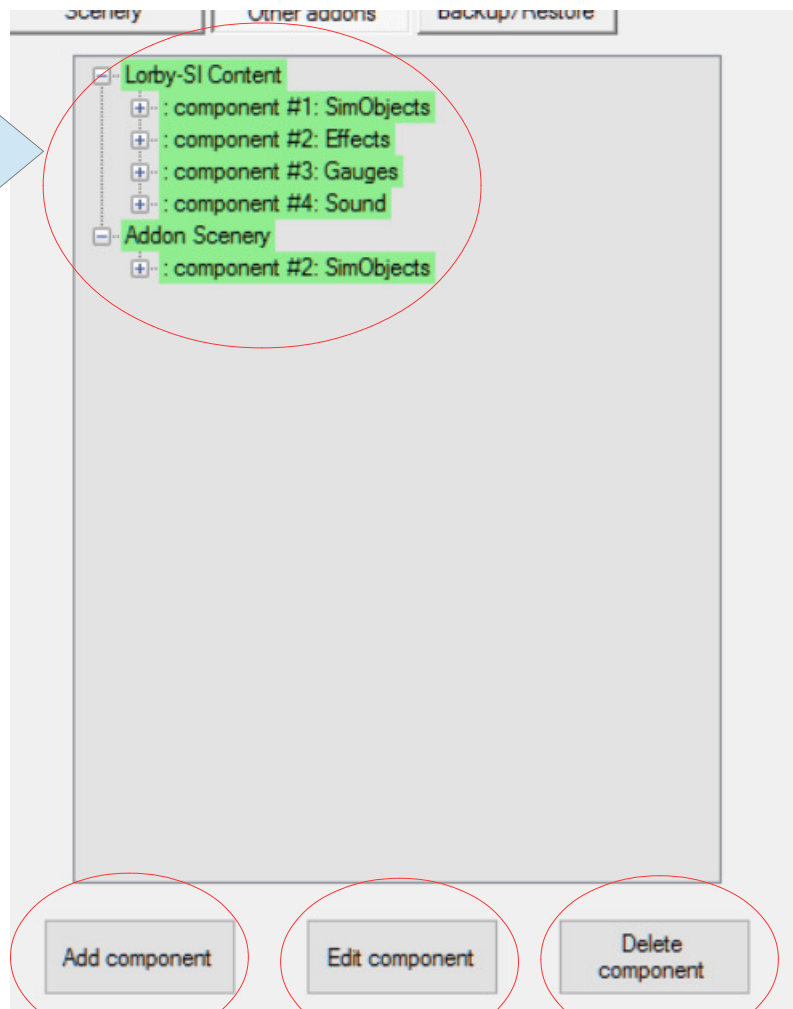 Scenery Other addons Backup/Restore
Lorby-SI Content
: component #1: SimObjects
: component #2: Effects
: component #3: Gauges
: component #4: Sound
Addon Scenery
: component #2: SimObjects
Add component Edit component Delete
component